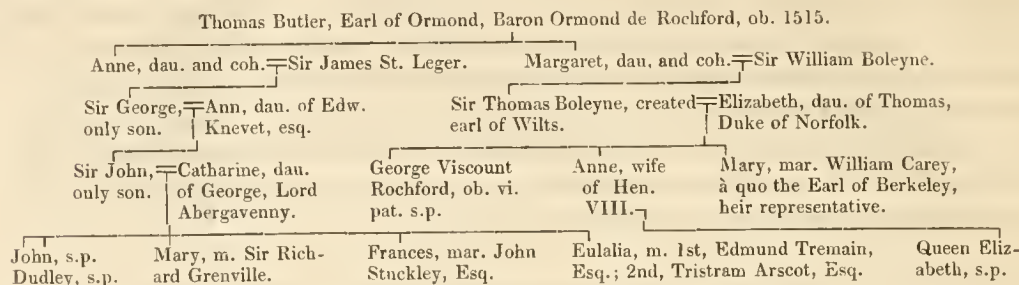 Thomas Butler, Earl of Ormond, Baron Ormond de Rochford, ob. 1515.
Anne, dau. and coh.=Sir James St. Leger. Margaret, dau. and coh.=Sir William Boleyne.
Sir George,=Ann, dau. of Edw. Sir Thomas Boleyne, created=Elizabeth, dau. of Thomas,
only son. Knevet, esq. earl of Wilts. Duke of Norfolk.
Sir John,=Catharine, dau. George Viscount Anne, wife Mary, mar. William Carey,
only son. of George, Lord Rochford, ob. vi. of Hen. à quo the Earl of Berkeley,
Abergavenny. pat. s.p. VIII. heir representative.
John, s.p. Mary, m. Sir Rich- Frances, mar. John Eulalia, m. 1st, Edmund Tremain, Queen Eliz-
Dudley, s.p. ard Grenville. Stuckley, Esq. Esq.; 2nd, Tristram Arscot, Esq. abeth, s.p.